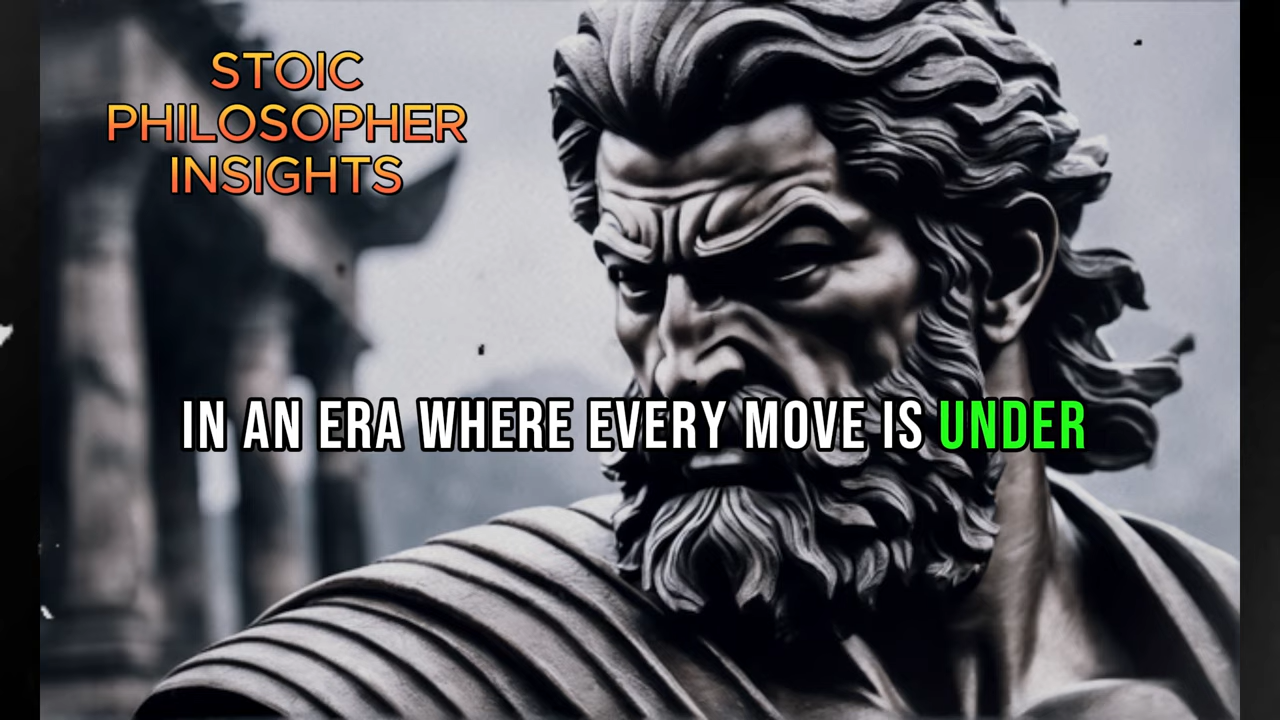 STOIC
PHILOSOPHER
INSIGHTS
IN AN ERA WHERE EVERY MOVE IS UNDER